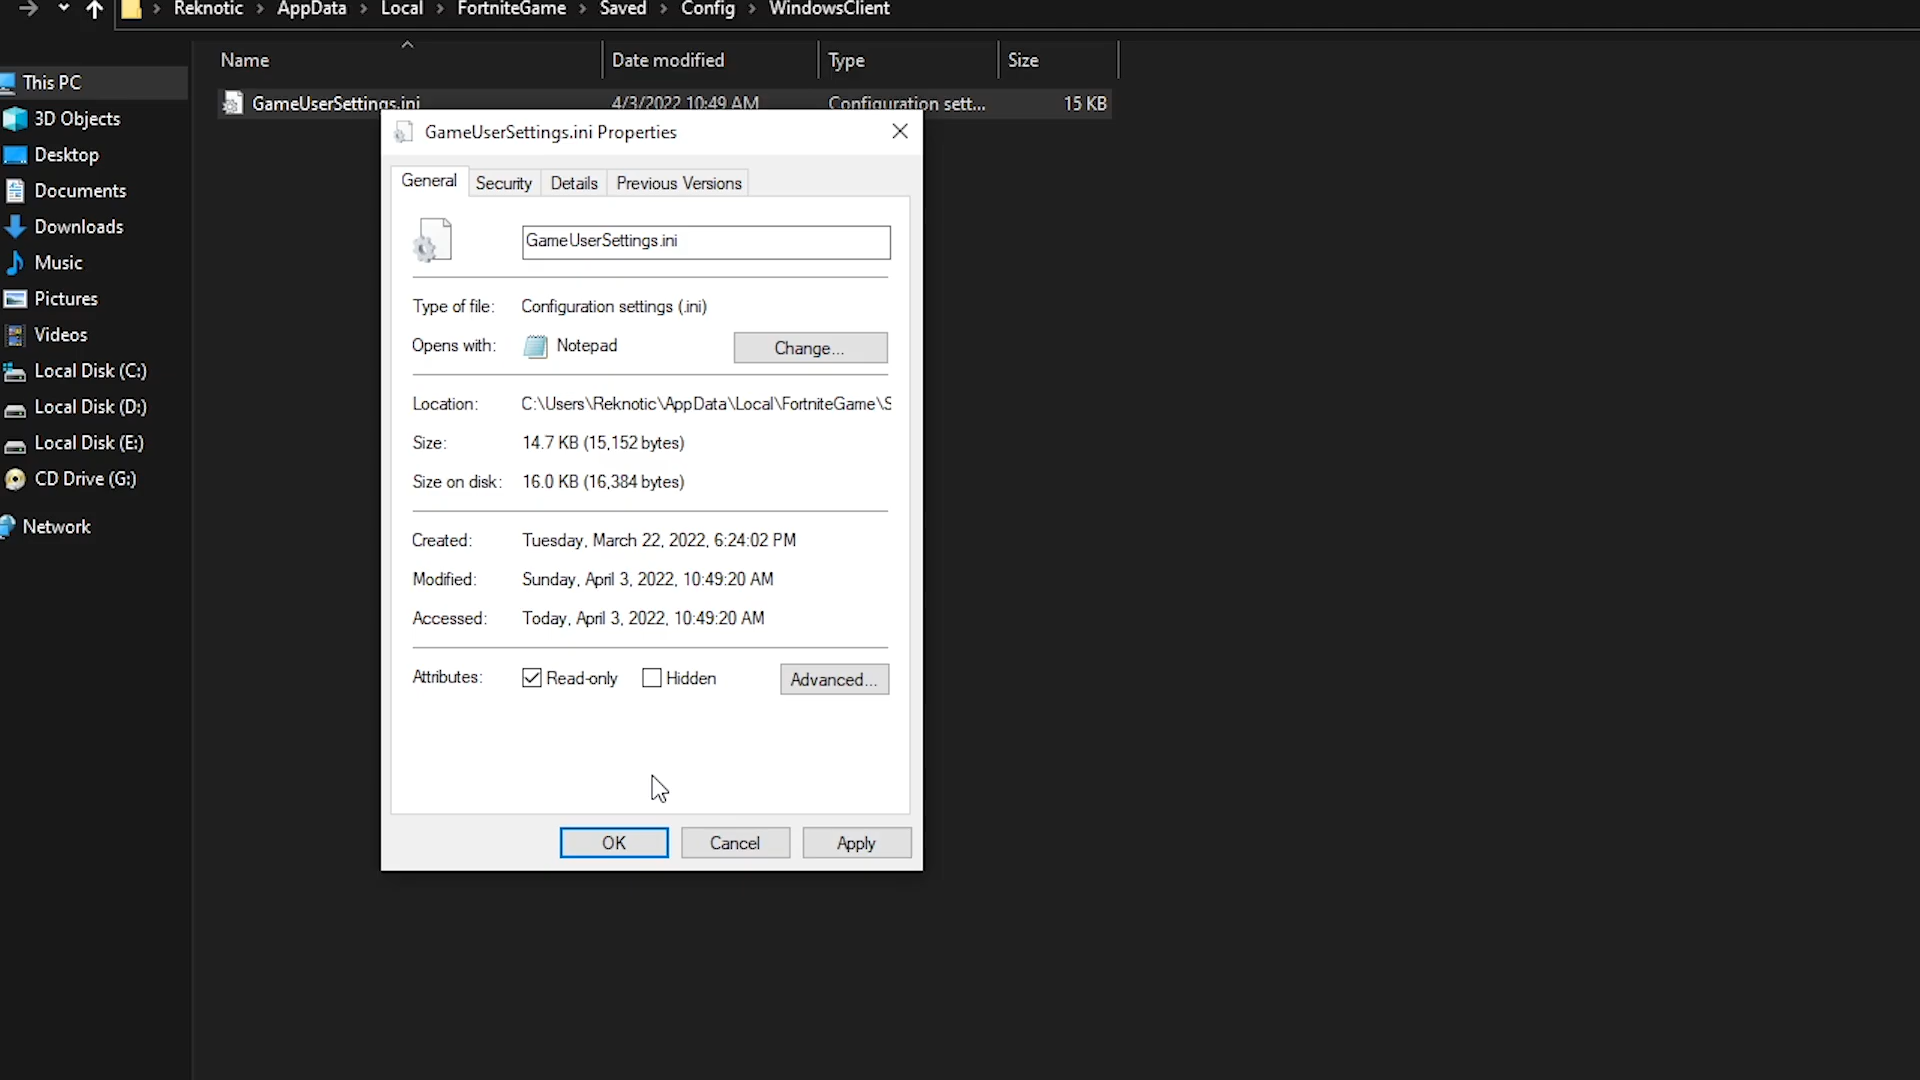 Reknotic > AppData > Local > FortniteGame > Saved > Config > WindowsClient
Name Date modified Type Size
This PC
3D Objects
Desktop
Documents
Downloads
Music
Pictures
Videos
Local Disk (C:)
Local Disk (D:)
Local Disk (E:)
CD Drive (G:)
Network
GameUserSettings.ini 4/3/2022 10:49 AM Configuration sett... 15 KB
GameUserSettings.ini Properties
General Security Details Previous Versions
GameUserSettings.ini
Type of file: Configuration settings (.ini)
Opens with: Notepad Change...
Location: C:\Users\Reknotic\AppData\Local\FortniteGame\S
Size: 14.7 KB (15,152 bytes)
Size on disk: 16.0 KB (16,384 bytes)
Created: Tuesday, March 22, 2022, 6:24:02 PM
Modified: Sunday, April 3, 2022, 10:49:20 AM
Accessed: Today, April 3, 2022, 10:49:20 AM
Attributes: Read-only Hidden Advanced...
OK Cancel Apply